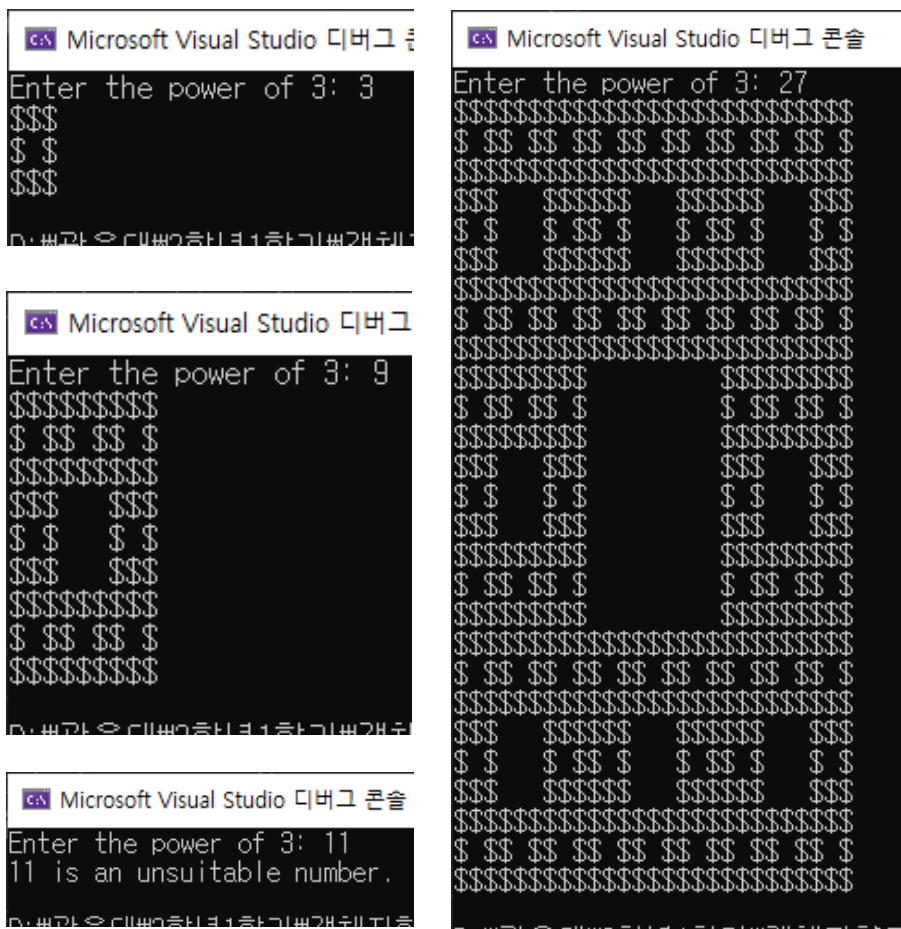 Microsoft Visual Studio 디버그
Enter the power of 3: 3
$$$
$ $
$$$
Microsoft Visual Studio 디버그
Enter the power of 3: 9
$$$$$$$$$
$ $$ $$ $
$$$$$$$$$
$$$   $$$
$ $   $ $
$$$   $$$
$$$$$$$$$
$ $$ $$ $
$$$$$$$$$
Microsoft Visual Studio 디버그 콘솔
Enter the power of 3: 11
11 is an unsuitable number.
Microsoft Visual Studio 디버그 콘솔
Enter the power of 3: 27
$$$$$$$$$$$$$$$$$$$$$$$$$$$
$ $$ $$ $$ $$ $$ $$ $$ $$ $
$$$$$$$$$$$$$$$$$$$$$$$$$$$
$$$   $$$$$$   $$$$$$   $$$
$ $   $ $$ $   $ $$ $   $ $
$$$   $$$$$$   $$$$$$   $$$
$$$$$$$$$$$$$$$$$$$$$$$$$$$
$ $$ $$ $$ $$ $$ $$ $$ $$ $
$$$$$$$$$$$$$$$$$$$$$$$$$$$
$$$$$$$$$         $$$$$$$$$
$ $$ $$ $         $ $$ $$ $
$$$$$$$$$         $$$$$$$$$
$$$   $$$         $$$   $$$
$ $   $ $         $ $   $ $
$$$   $$$         $$$   $$$
$$$$$$$$$         $$$$$$$$$
$ $$ $$ $         $ $$ $$ $
$$$$$$$$$         $$$$$$$$$
$$$$$$$$$$$$$$$$$$$$$$$$$$$
$ $$ $$ $$ $$ $$ $$ $$ $$ $
$$$$$$$$$$$$$$$$$$$$$$$$$$$
$$$   $$$$$$   $$$$$$   $$$
$ $   $ $$ $   $ $$ $   $ $
$$$   $$$$$$   $$$$$$   $$$
$$$$$$$$$$$$$$$$$$$$$$$$$$$
$ $$ $$ $$ $$ $$ $$ $$ $$ $
$$$$$$$$$$$$$$$$$$$$$$$$$$$